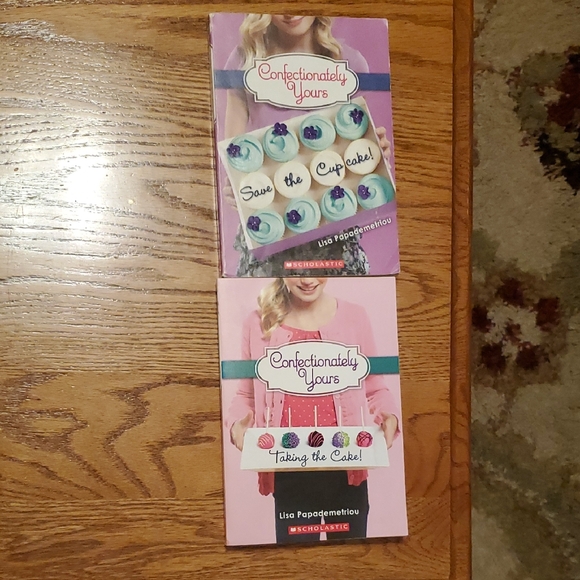 Confectionately
Yours
Save the Cupcake!
Lisa Papademetriou
SCHOLASTIC
Confectionately
Yours
Taking the Cake!
Lisa Papademetriou
SCHOLASTIC